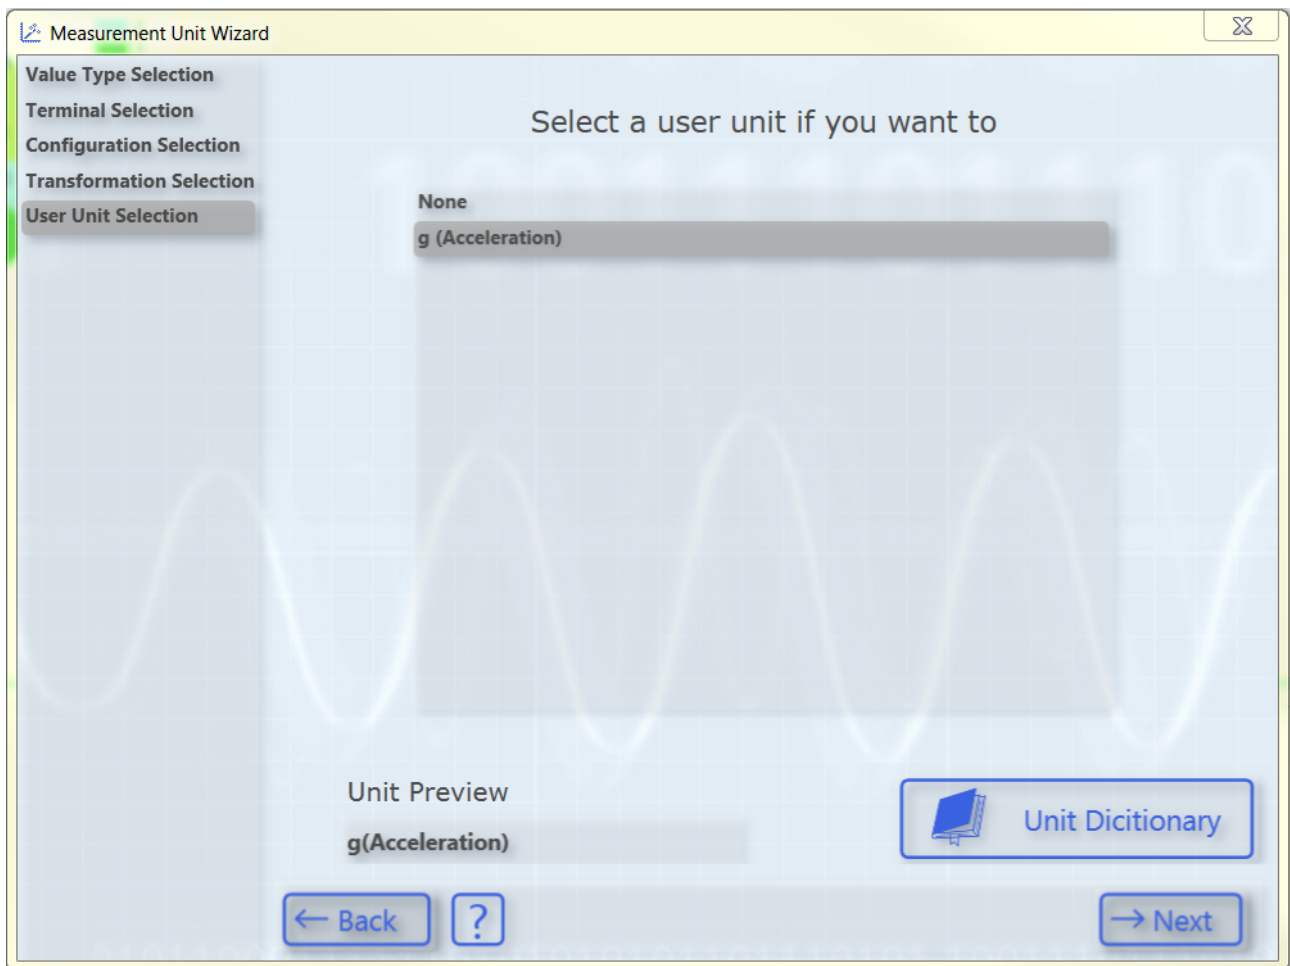 Measurement Unit Wizard
Value Type Selection
Terminal Selection
Configuration Selection
Transformation Selection
User Unit Selection
Select a user unit if you want to
None
g (Acceleration)
Unit Preview
g(Acceleration)
Unit Dicitionary
← Back
?
→ Next